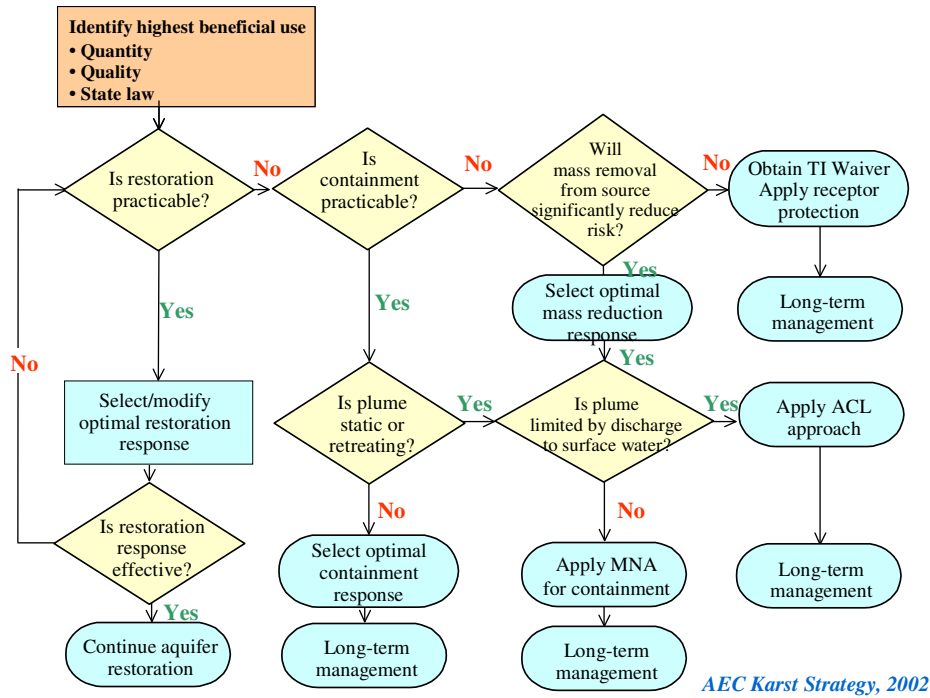 Identify highest beneficial use
• Quantity
• Quality
• State law
Is restoration
practicable?
No
Is
containment
practicable?
No
Will
mass removal
from source
significantly reduce
risk?
No
Obtain TI Waiver
Apply receptor
protection
Yes
Yes
Yes
Select optimal
mass reduction
response
Long-term
management
No
Yes
Select/modify
optimal restoration
response
Is plume
static or
retreating?
Yes
Is plume
limited by discharge
to surface water?
Yes
Apply ACL
approach
Is restoration
response
effective?
No
No
Select optimal
containment
response
Apply MNA
for containment
Long-term
management
Yes
Continue aquifer
restoration
Long-term
management
Long-term
management
AEC Karst Strategy, 2002